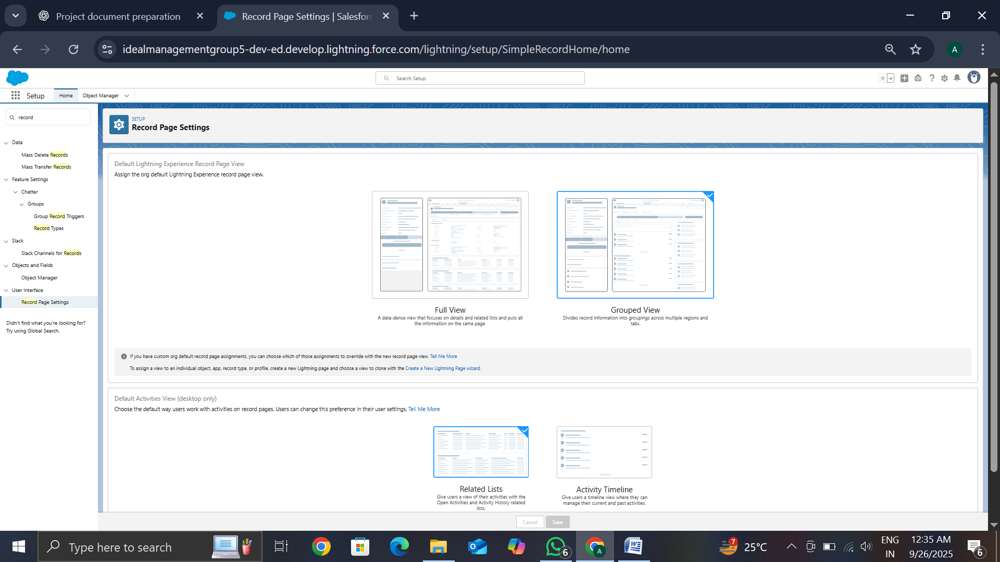 Project document preparation
Record Page Settings | Salesforc
idealmanagementgroup5-dev-ed.develop.lightning.force.com/lightning/setup/SimpleRecordHome/home
A
Search Setup
Setup
Home
Object Manager
record
SETUP
Record Page Settings
Data
Mass Delete Records
Mass Transfer Records
Feature Settings
Chatter
Groups
Group Record Triggers
Record Types
Slack
Slack Channels for Records
Objects and Fields
Object Manager
User Interface
Record Page Settings
Didn't find what you're looking for?
Try using Global Search.
Default Lightning Experience Record Page View
Assign the org default Lightning Experience record page view.
Full View
A data-dense view that focuses on details and related lists and puts all
the information on the same page.
Grouped View
Divides record information into groupings across multiple regions and
tabs.
If you have custom org default record page assignments, you can choose which of those assignments to override with the new record page view. Tell Me More
To assign a view to an individual object, app, record type, or profile, create a new Lightning page and choose a view to clone with the Create a New Lightning Page wizard.
Default Activities View (desktop only)
Choose the default way users work with activities on record pages. Users can change this preference in their user settings. Tell Me More
Related Lists
Give users a view of their activities with the
Open Activities and Activity History related
lists.
Activity Timeline
Give users a timeline view where they can
manage their current and past activities.
Cancel
Save
Type here to search
6
A
7
25°C
ENG
IN
12:35 AM
9/26/2025
6